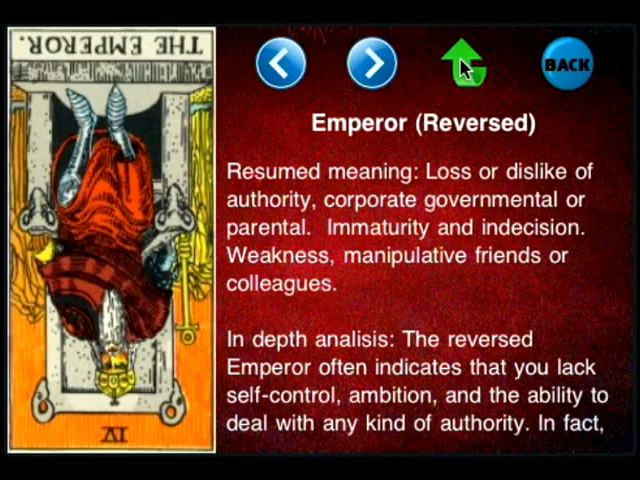 THE EMPEROR.
IV
BACK
Emperor (Reversed)
Resumed meaning: Loss or dislike of
authority, corporate governmental or
parental.  Immaturity and indecision.
Weakness, manipulative friends or
colleagues.
In depth analisis: The reversed
Emperor often indicates that you lack
self-control, ambition, and the ability to
deal with any kind of authority. In fact,